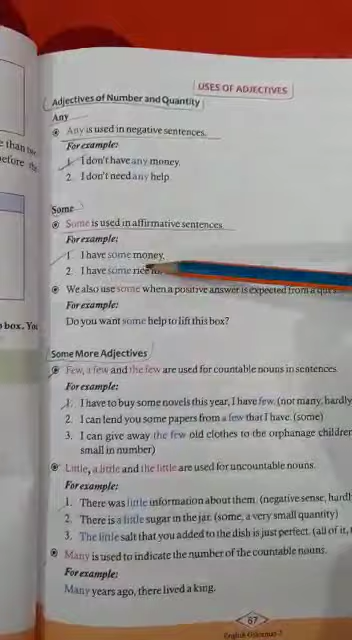 USES OF ADJECTIVES
Adjectives of Number and Quantity
Any
Any is used in negative sentences.
For example:
1. I don't have any money.
2. I don't need any help.
Some
Some is used in affirmative sentences.
For example:
1. I have some money.
2. I have some rice
We also use some when a positive answer is expected from a
For example:
Do you want some help to lift this box?
Some More Adjectives
Few, a few and the few are used for countable nouns in sentences
For example:
1. I have to buy some novels this year, I have few. (not many, hardly
2. I can lend you some papers from a few that I have. (some)
3. I can give away the few old clothes to the orphanage children
small in number)
Little, a little and the little are used for uncountable nouns.
For example:
1. There was little information about them. (negative sense, hardl
2. There is a little sugar in the jar. (some, a very small quantity)
3. The little salt that you added to the dish is just perfect. (all of it,
Many is used to indicate the number of the countable nouns.
For example:
Many years ago, there lived a king.
67
English Grammar-7
e than
efore the
box. You